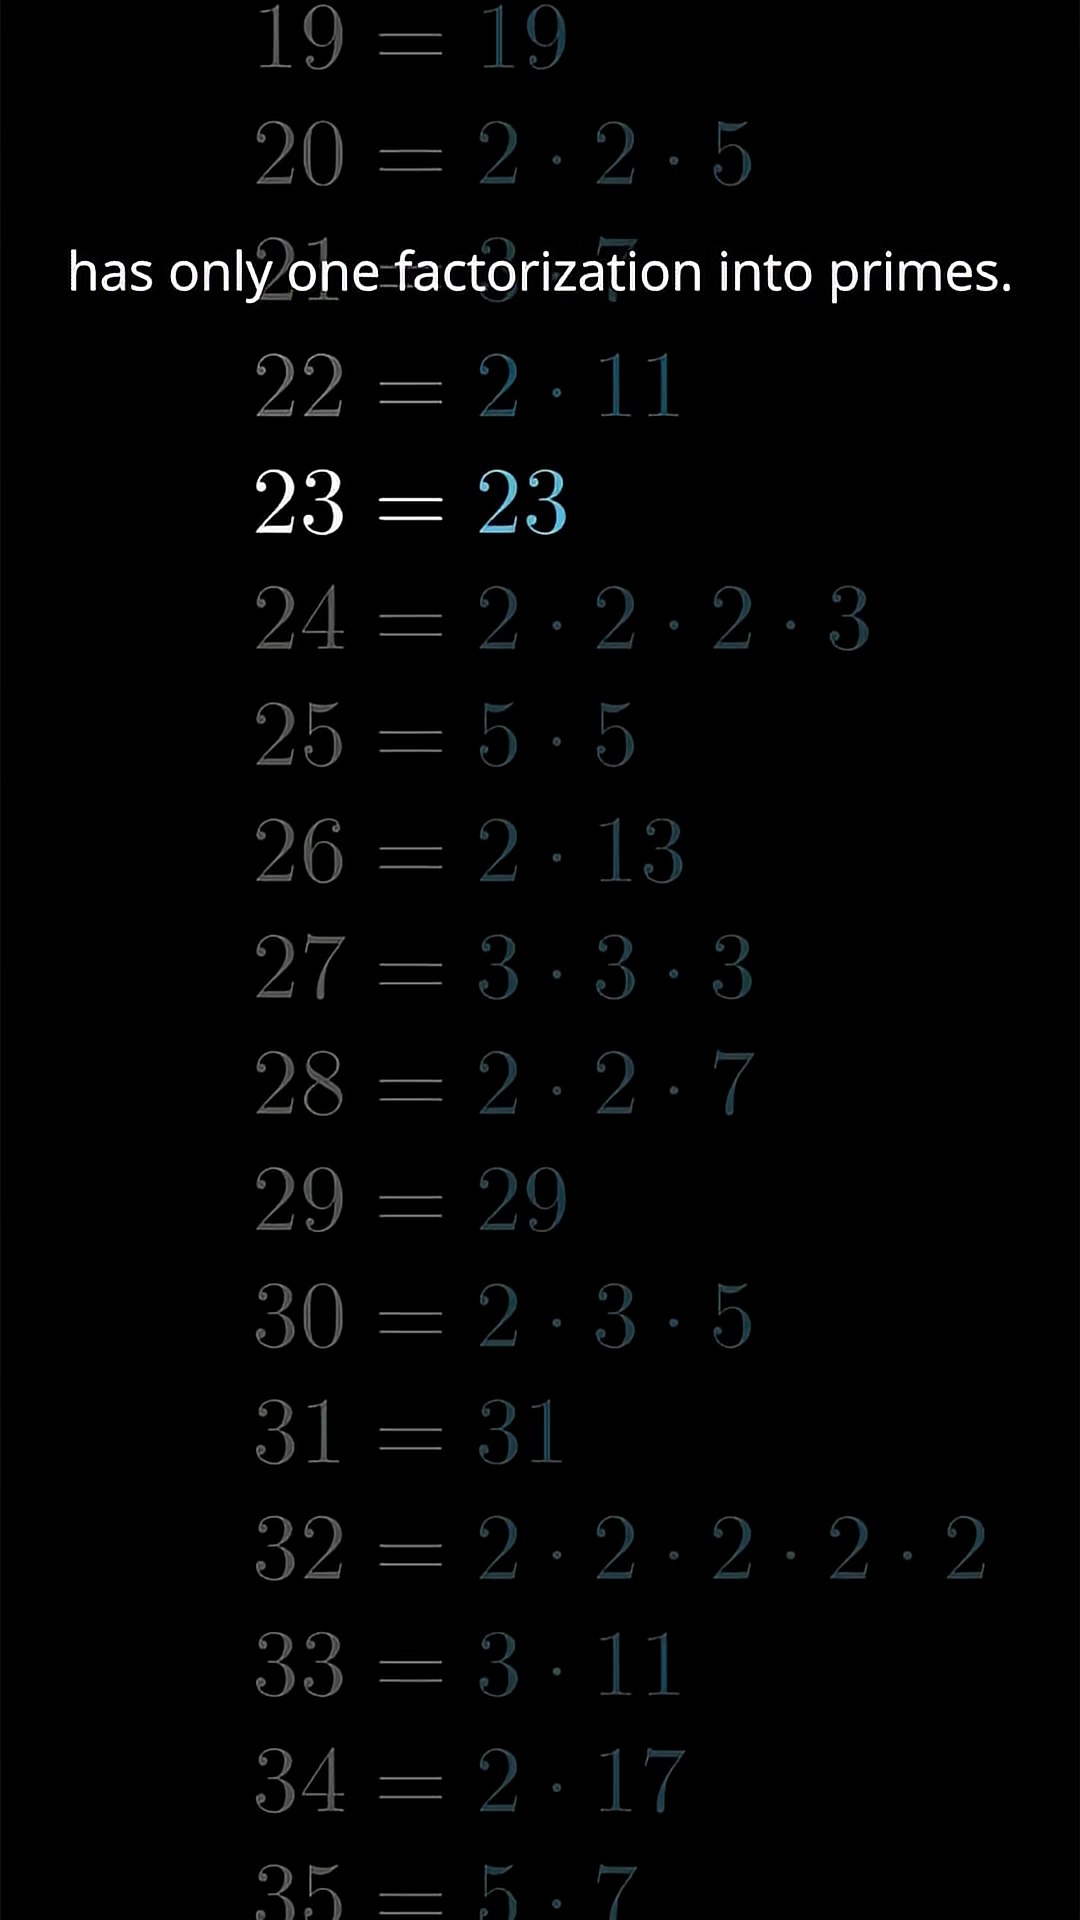 19 = 19
20 = 2 · 2 · 5
has only one factorization into primes.
21 = 3 · 7
22 = 2 · 11
23 = 23
24 = 2 · 2 · 2 · 3
25 = 5 · 5
26 = 2 · 13
27 = 3 · 3 · 3
28 = 2 · 2 · 7
29 = 29
30 = 2 · 3 · 5
31 = 31
32 = 2 · 2 · 2 · 2 · 2
33 = 3 · 11
34 = 2 · 17
35 = 5 · 7